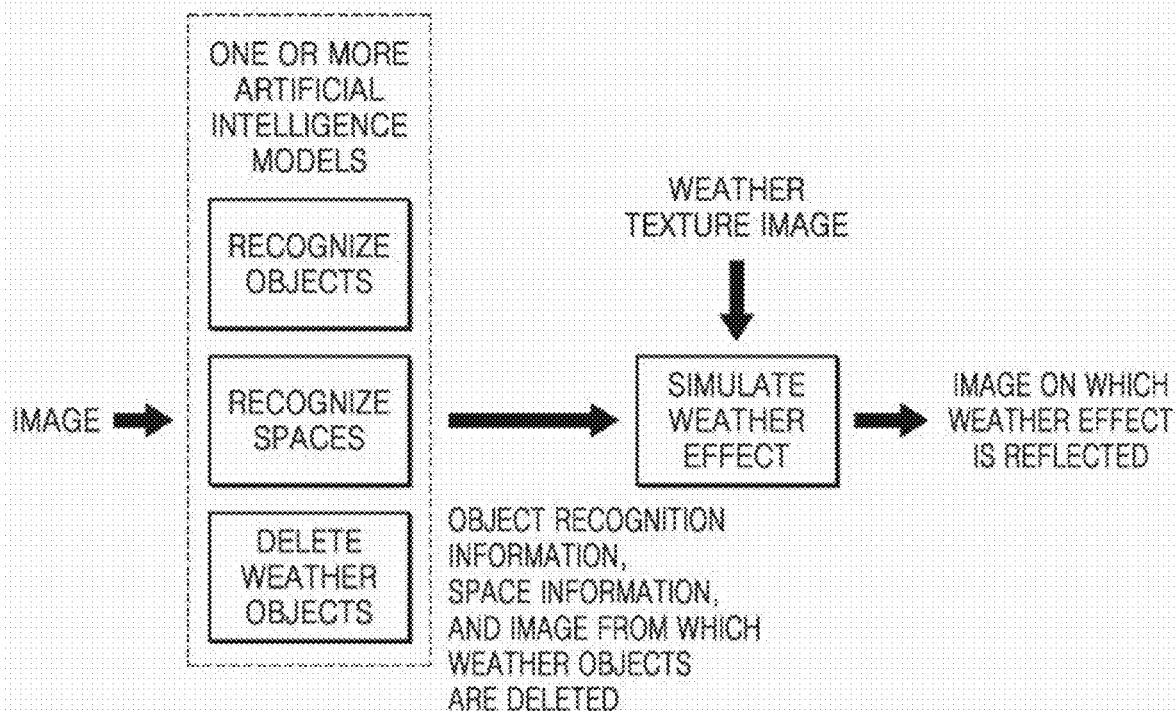 ONE OR MORE
ARTIFICIAL
INTELLIGENCE
MODELS
RECOGNIZE
OBJECTS
IMAGE
RECOGNIZE
SPACES
DELETE
WEATHER
OBJECTS
OBJECT RECOGNITION
INFORMATION,
SPACE INFORMATION,
AND IMAGE FROM WHICH
WEATHER OBJECTS
ARE DELETED
WEATHER
TEXTURE IMAGE
SIMULATE
WEATHER
EFFECT
IMAGE ON WHICH
WEATHER EFFECT
IS REFLECTED